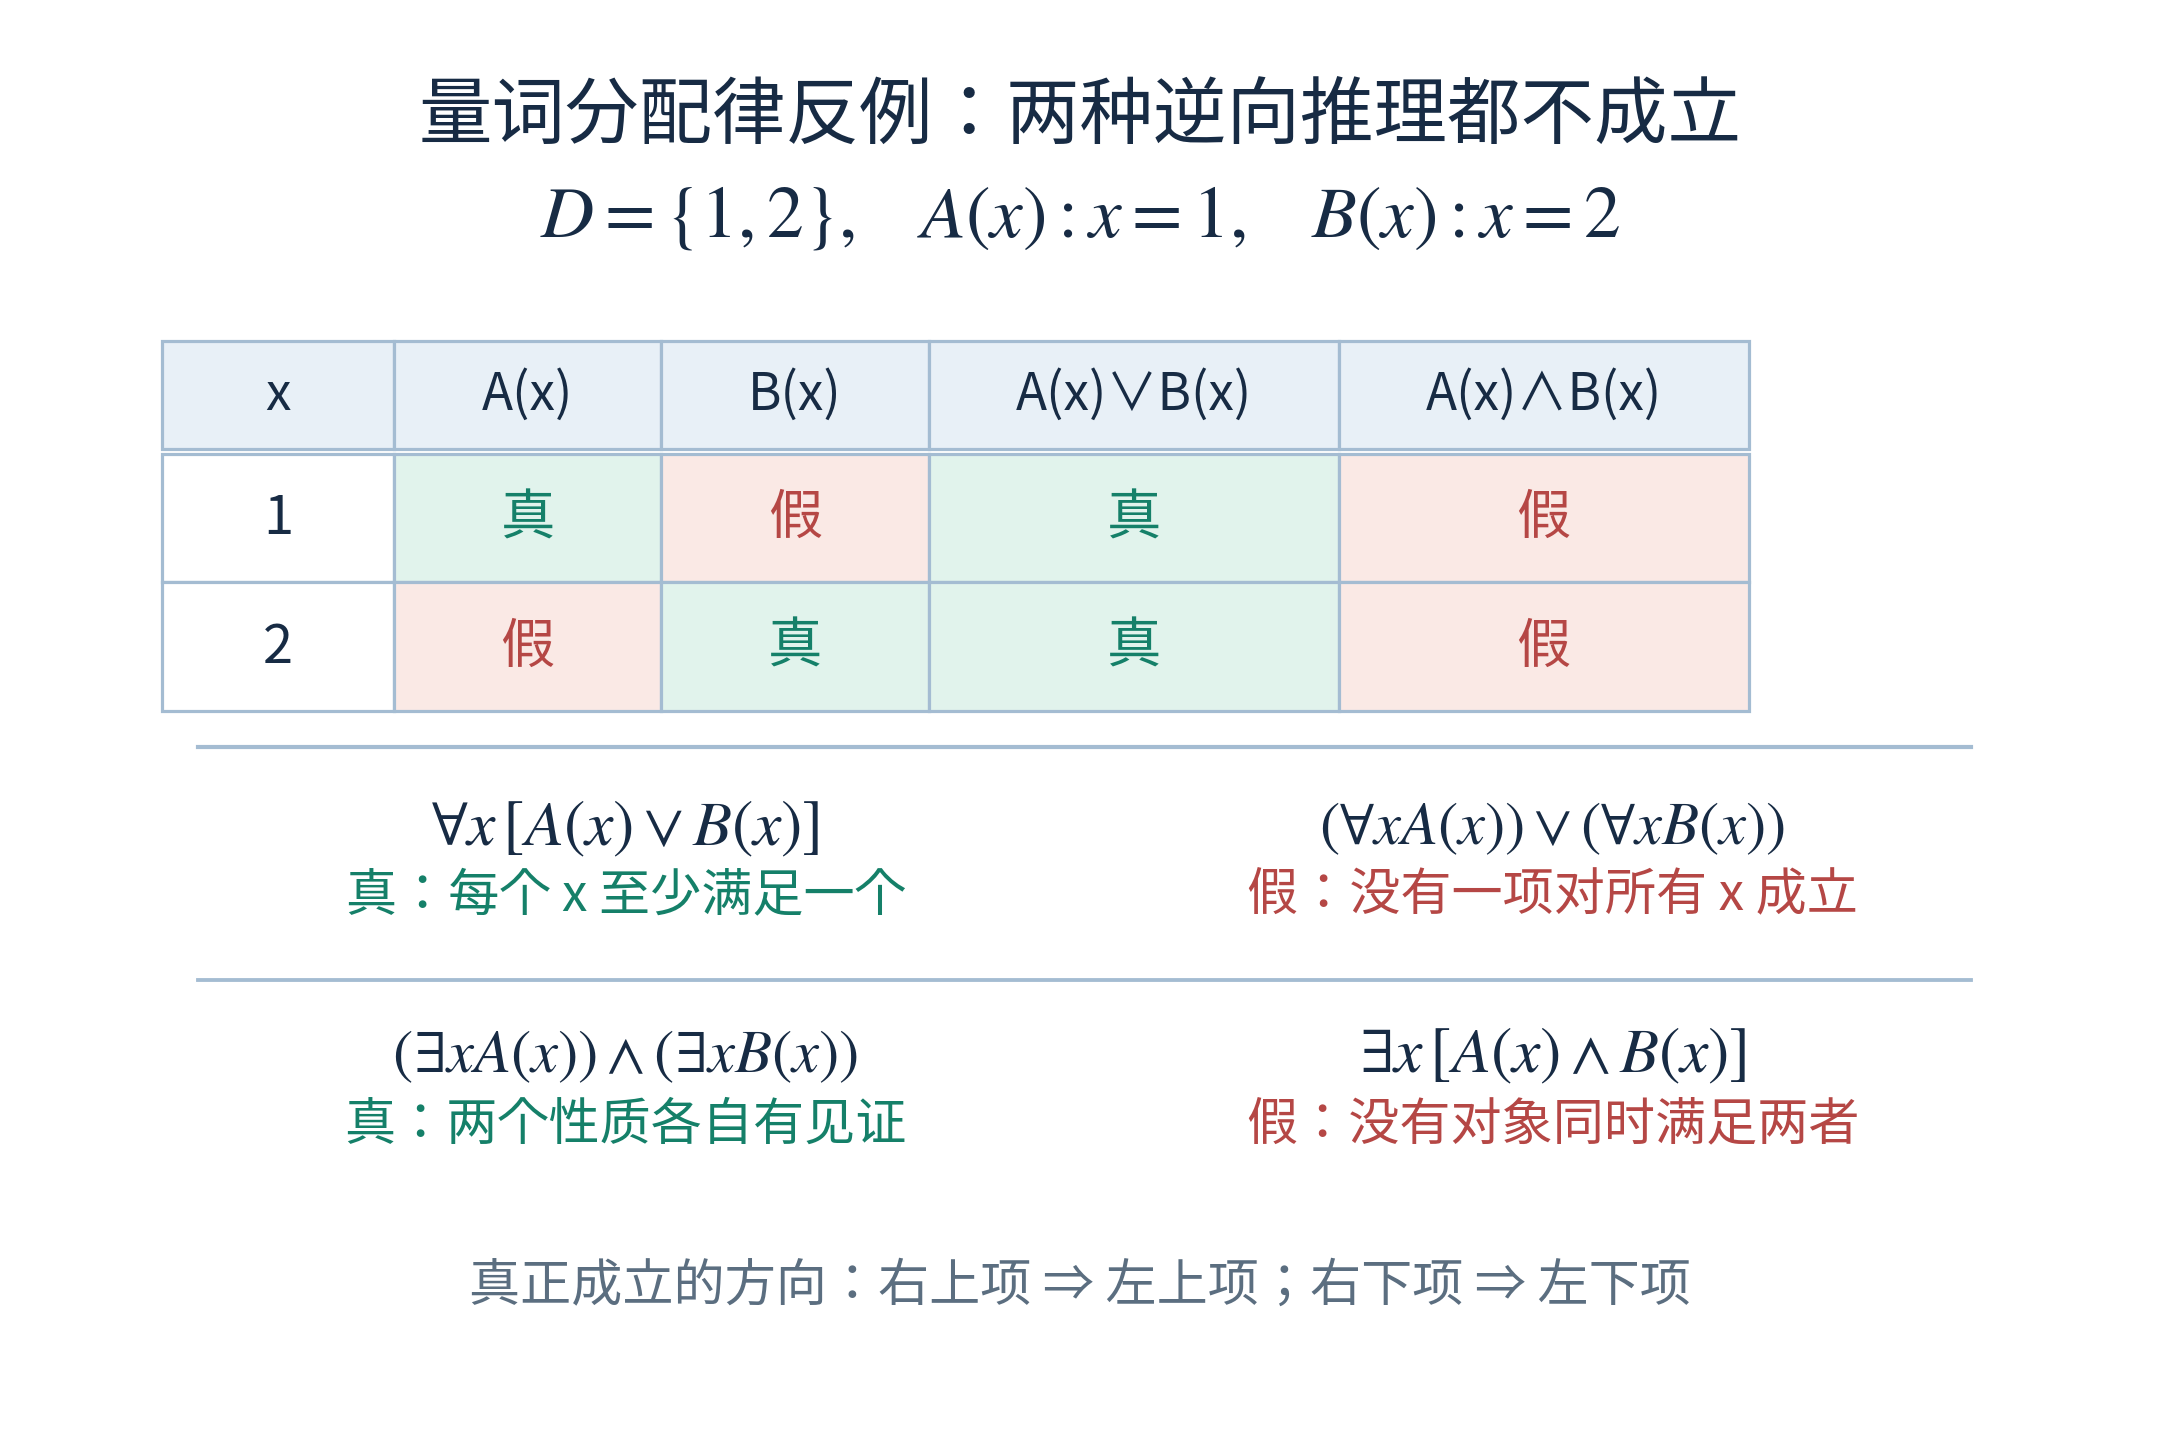 量词分配律反例：两种逆向推理都不成立
D = {1, 2}, A(x) : x = 1, B(x) : x = 2
x A(x) B(x) A(x)∨B(x) A(x)∧B(x)
1 真 假 真 假
2 假 真 真 假
∀x [A(x) ∨ B(x)] (∀xA(x)) ∨ (∀xB(x))
真：每个 x 至少满足一个 假：没有一项对所有 x 成立
(∃xA(x)) ∧ (∃xB(x)) ∃x [A(x) ∧ B(x)]
真：两个性质各自有见证 假：没有对象同时满足两者
真正成立的方向：右上项 ⇒ 左上项；右下项 ⇒ 左下项